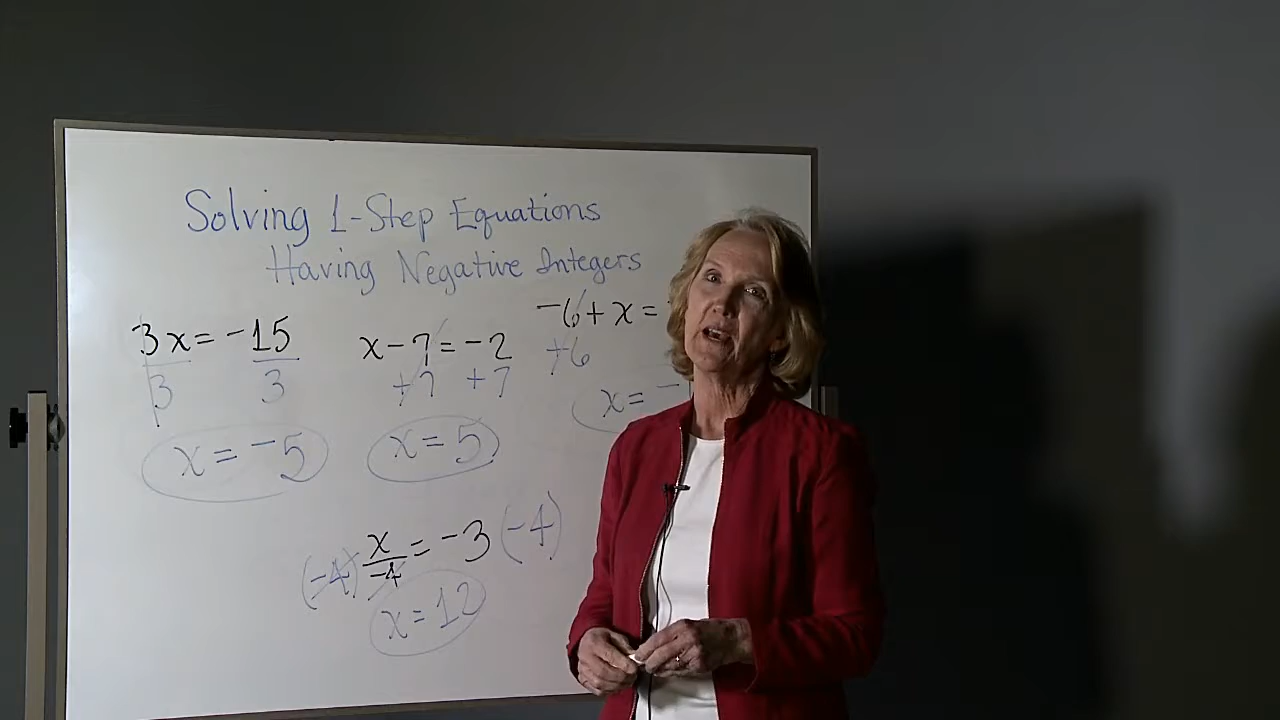 Solving 1-Step Equations
Having Negative Integers
3x = -15
3 3
x = -5
x - 7 = -2
+7 +7
x = 5
-6 + x =
+6
x = -1
x/-4 = -3 (-4)
(-4)
x = 12